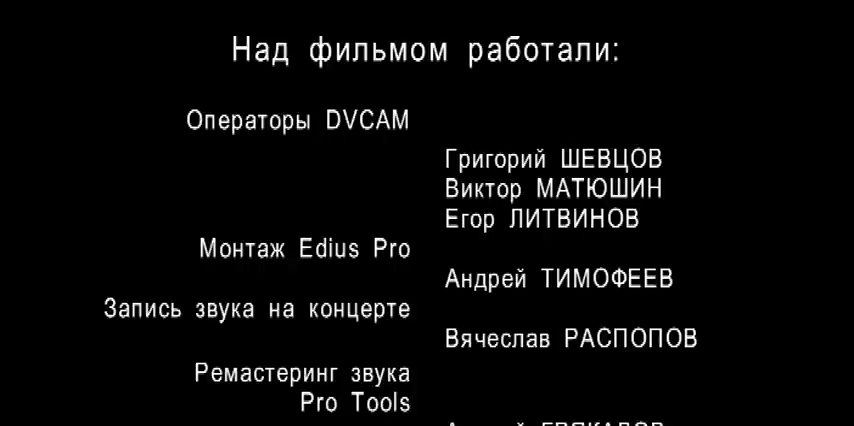 Над фильмом работали:
Операторы DVCAM
Григорий ШЕВЦОВ
Виктор МАТЮШИН
Егор ЛИТВИНОВ
Монтаж Edius Pro
Андрей ТИМОФЕЕВ
Запись звука на концерте
Вячеслав РАСПОПОВ
Ремастеринг звука
Pro Tools